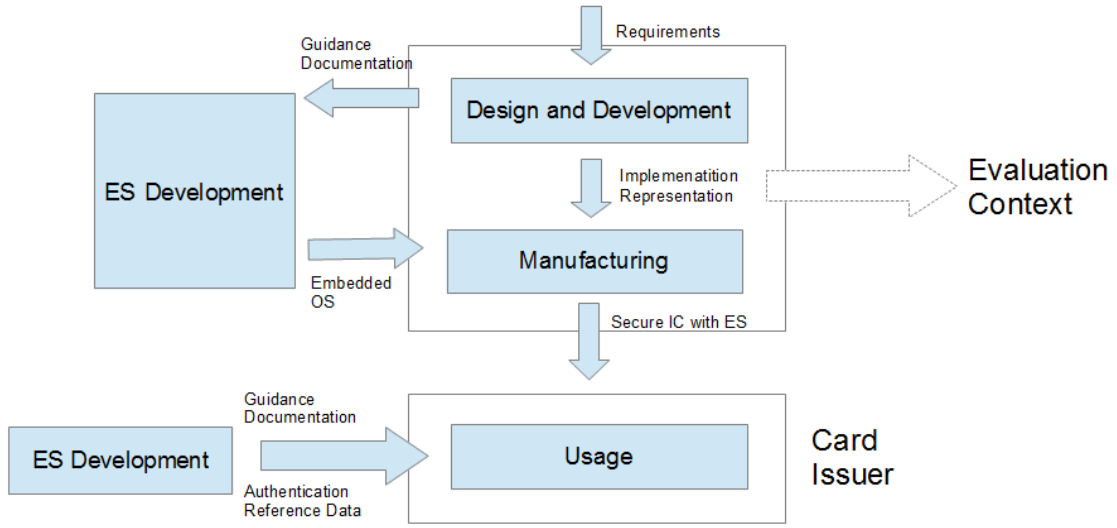 Requirements
Guidance
Documentation
Design and Development
ES Development
Implemenatition
Representation
Evaluation
Context
Manufacturing
Embedded
OS
Secure IC with ES
Guidance
Documentation
ES Development
Usage
Card
Issuer
Authentication
Reference Data